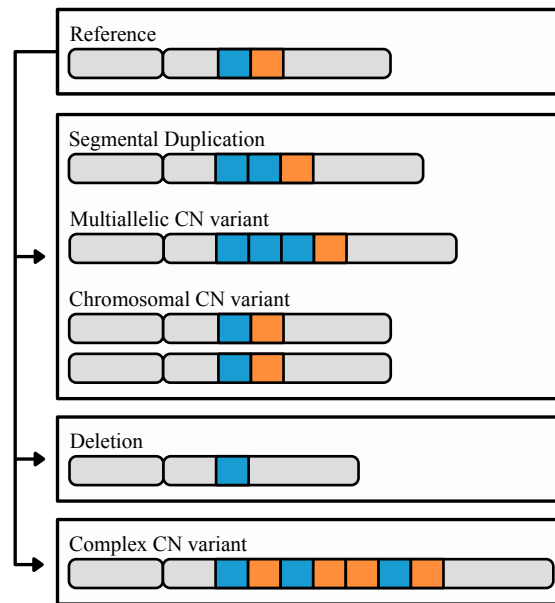 Reference
Segmental Duplication
Multiallelic CN variant
Chromosomal CN variant
Deletion
Complex CN variant